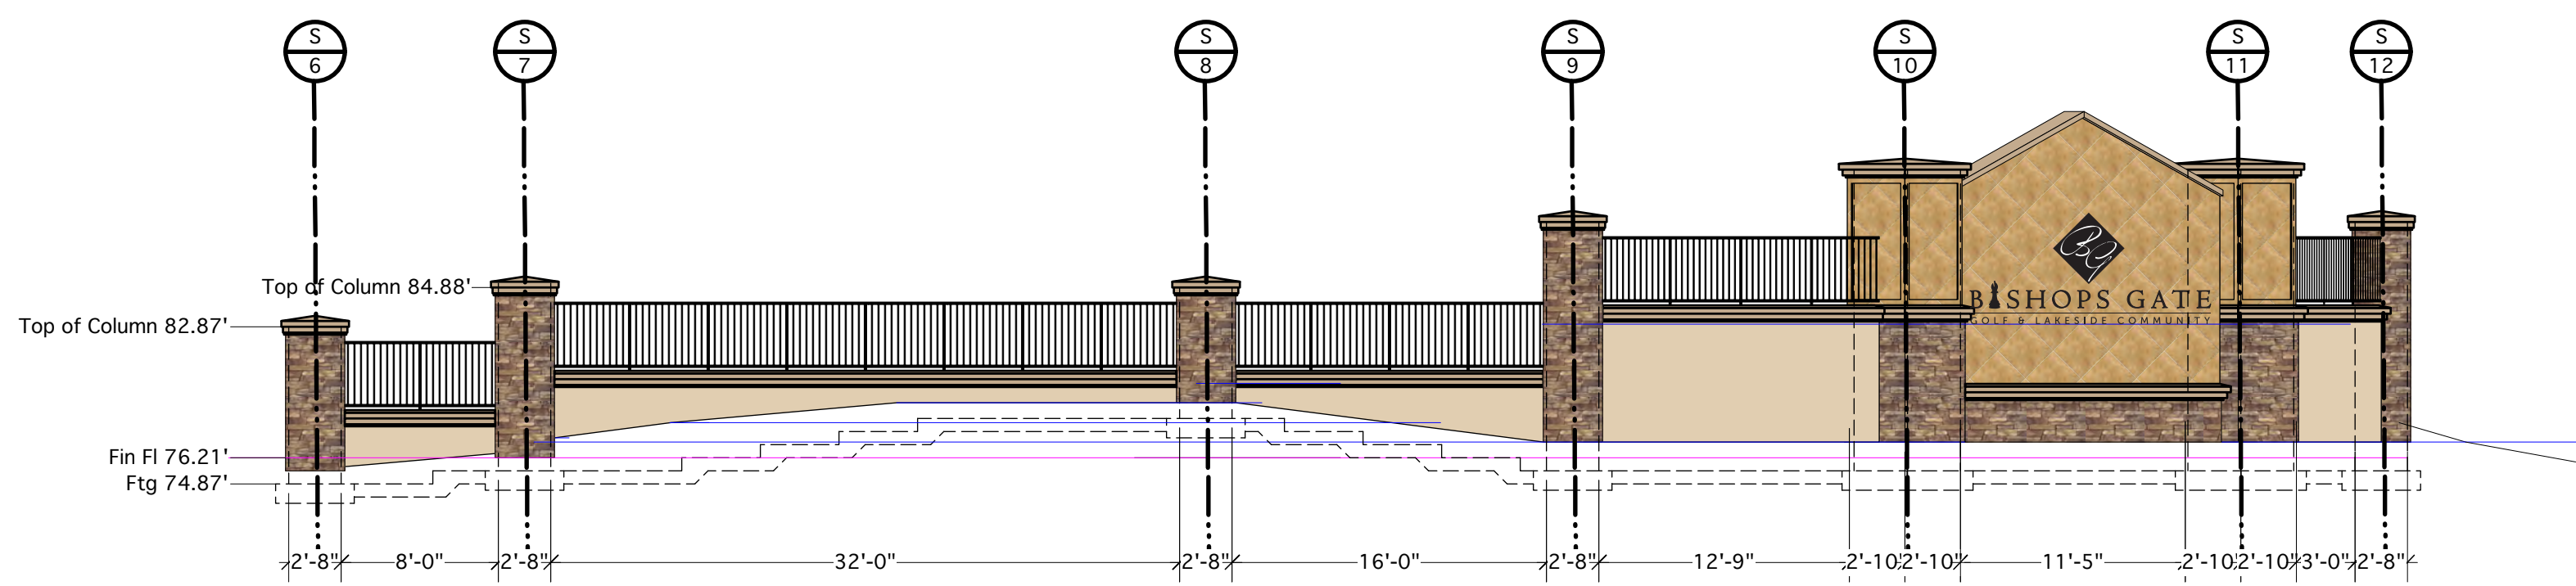 S S S S S S S
6 7 8 9 10 11 12
Top of Column 84.88'
BISHOPS GATE
Top of Column 82.87'
GOLF & LAKESIDE COMMUNITY
Fin Fl 76.21'
Ftg 74.87'
2'-8" 8'-0" 2'-8" 32'-0" 2'-8" 16'-0" 2'-8" 12'-9" 2'-10" 2'-10" 11'-5" 2'-10" 2'-10" 3'-0" 2'-8"